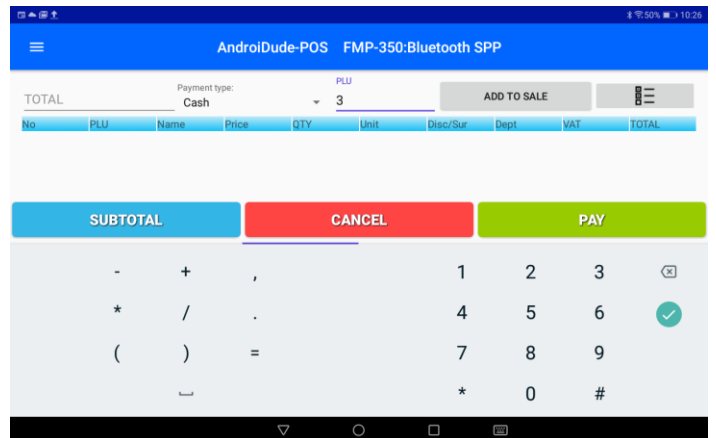 50% 10:26
AndroiDude-POS FMP-350:Bluetooth SPP
TOTAL
Payment type:
Cash
PLU
3
ADD TO SALE
No PLU Name Price QTY Unit Disc/Sur Dept VAT TOTAL
SUBTOTAL CANCEL PAY
- + , 1 2 3
* / . 4 5 6
( ) = 7 8 9
* 0 #